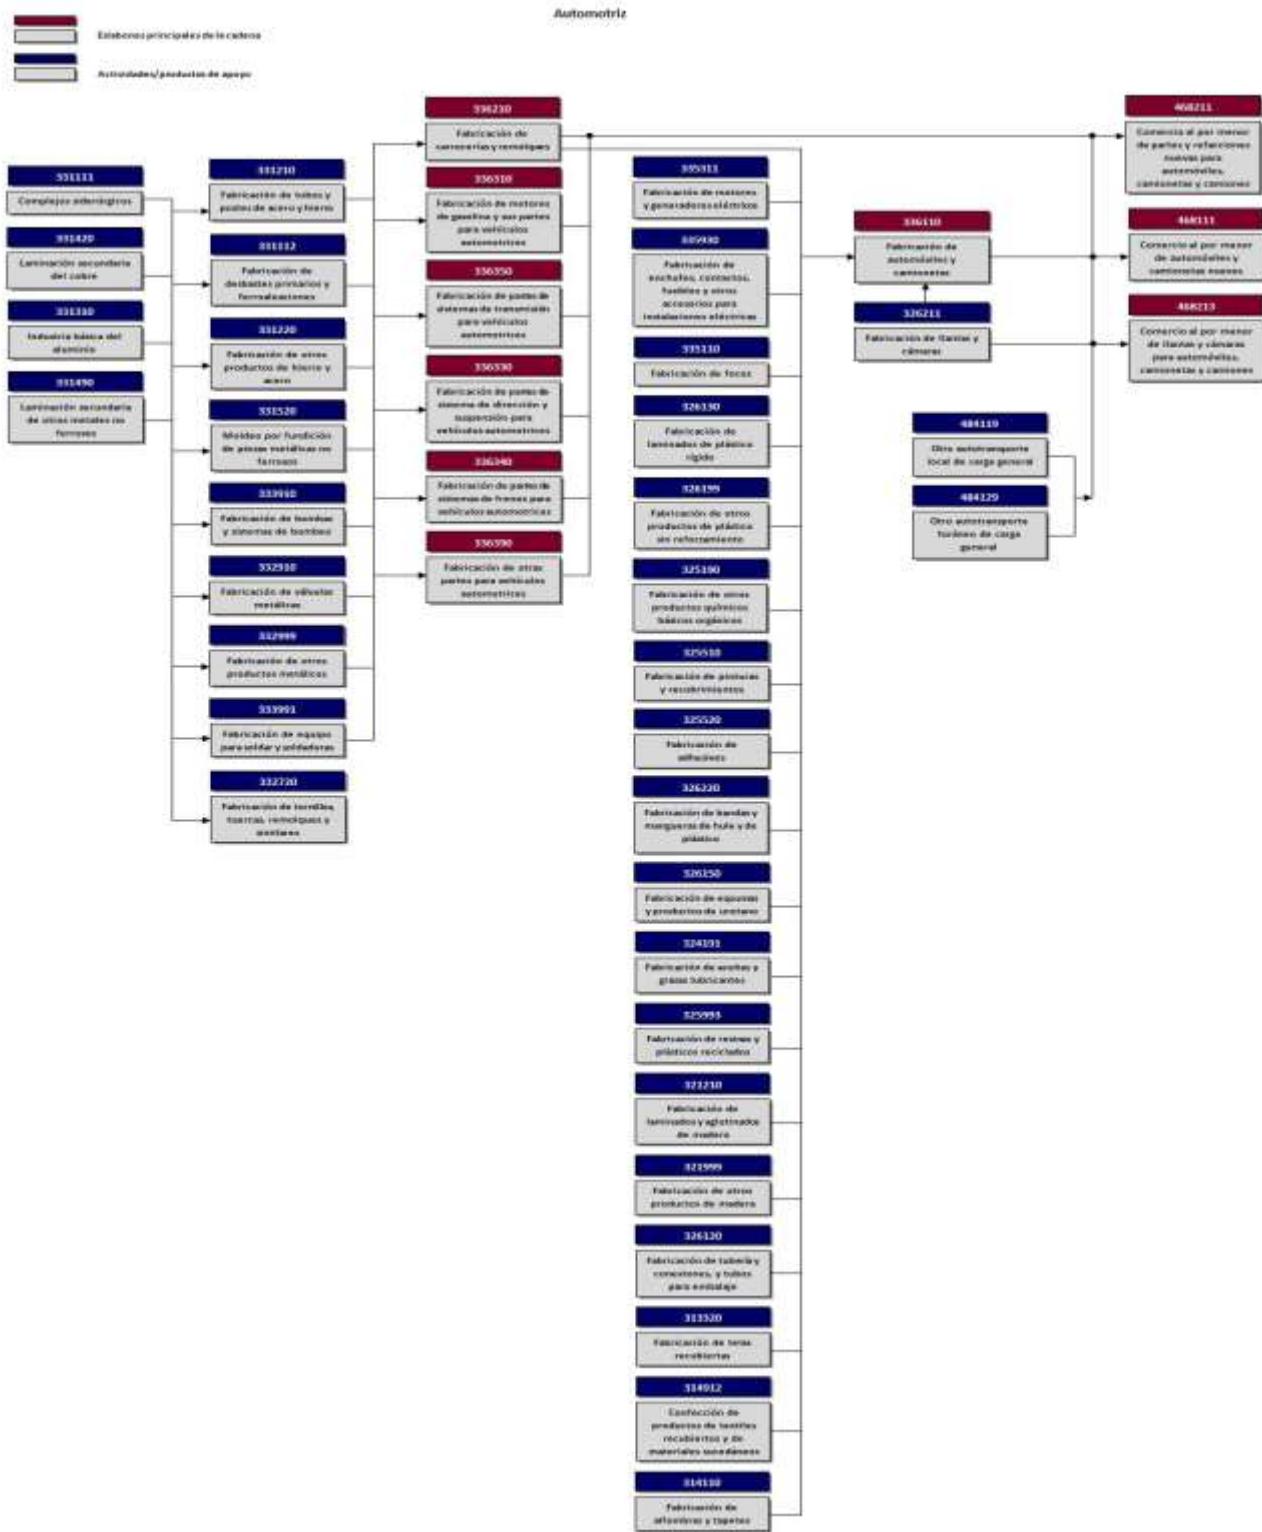 Automotriz
Eslabones principales de la cadena
Actividades/productos de apoyo
331111
Complejos siderúrgicos
331420
Laminación secundaria
del cobre
331310
Industria básica del
aluminio
331490
Laminación secundaria
de otros metales no
ferrosos
331210
Fabricación de tubos y
postes de acero y hierro
331112
Fabricación de
desbastes primarios y
ferroaleaciones
331220
Fabricación de otros
productos de hierro y
acero
331520
Moldeo por fundición
de piezas metálicas no
ferrosas
333910
Fabricación de bombas
y sistemas de bombeo
332910
Fabricación de válvulas
metálicas
332999
Fabricación de otros
productos metálicos
333991
Fabricación de equipo
para soldar y soldaduras
332720
Fabricación de tornillos,
tuercas, remolques y
similares
336210
Fabricación de
carrocerías y remolques
336310
Fabricación de motores
de gasolina y sus partes
para vehículos
automotrices
336350
Fabricación de partes de
sistemas de transmisión
para vehículos
automotrices
336330
Fabricación de partes de
sistema de dirección y
suspensión para
vehículos automotrices
336340
Fabricación de partes de
sistemas de frenos para
vehículos automotrices
336390
Fabricación de otras
partes para vehículos
automotrices
335311
Fabricación de motores
y generadores eléctricos
335930
Fabricación de
enchufes, contactos,
fusibles y otros
accesorios para
instalaciones eléctricas
335110
Fabricación de focos
326130
Fabricación de
laminados de plástico
rígido
326199
Fabricación de otros
productos de plástico
sin reforzamiento
325190
Fabricación de otros
productos químicos
básicos orgánicos
325510
Fabricación de pinturas
y recubrimientos
325520
Fabricación de
adhesivos
326220
Fabricación de bandas y
mangueras de hule y de
plástico
326150
Fabricación de espumas
y productos de uretano
324191
Fabricación de aceites y
grasas lubricantes
325993
Fabricación de resinas y
plásticos reciclados
321210
Fabricación de
laminados y aglutinados
de madera
321999
Fabricación de otros
productos de madera
326120
Fabricación de tubería y
conexiones, y tubos
para embalaje
313320
Fabricación de telas
recubiertas
314912
Confección de
productos de textiles
recubiertos y de
materiales sucedáneos
314110
Fabricación de
alfombras y tapetes
336110
Fabricación de
automóviles y
camionetas
326211
Fabricación de llantas y
cámaras
484119
Otro autotransporte
local de carga general
484129
Otro autotransporte
foráneo de carga
general
468211
Comercio al por menor
de partes y refacciones
nuevas para
automóviles,
camionetas y camiones
468111
Comercio al por menor
de automóviles y
camionetas nuevos
468213
Comercio al por menor
de llantas y cámaras
para automóviles,
camionetas y camiones